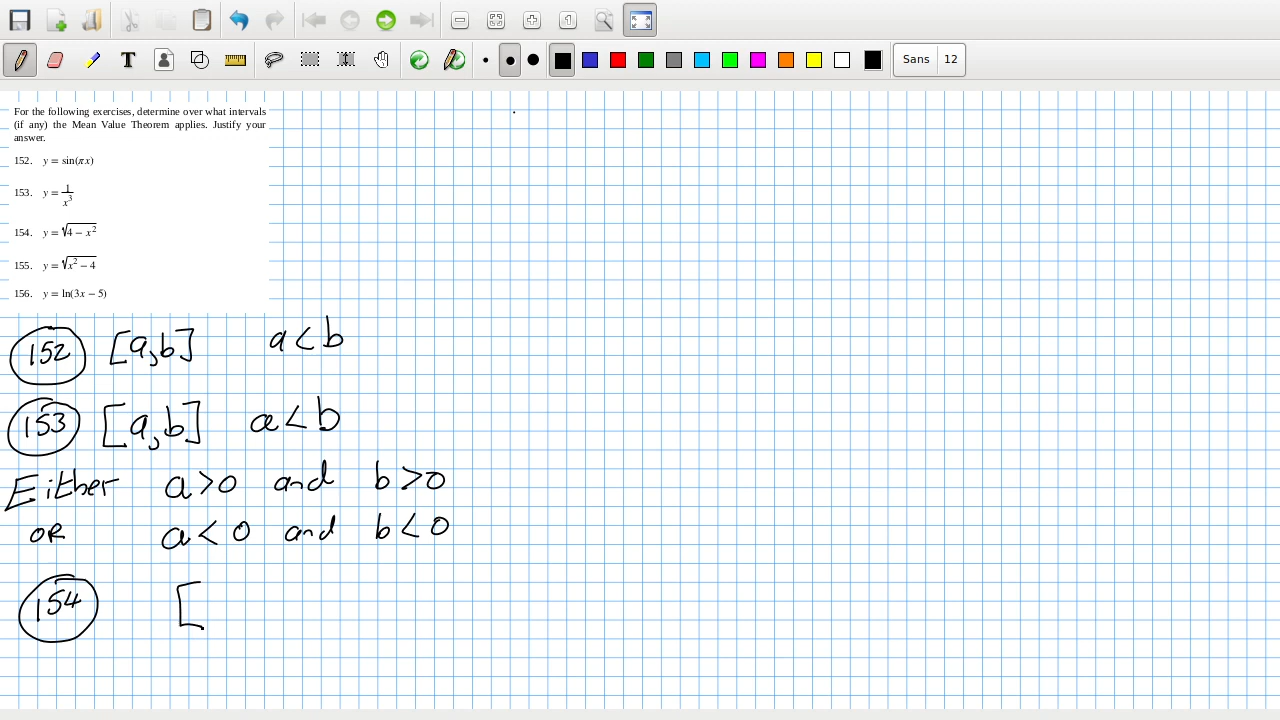 Sans 12
For the following exercises, determine over what intervals
(if any) the Mean Value Theorem applies. Justify your
answer.
152. y = sin(πx)
153. y = 1/x³
154. y = √(4 − x²)
155. y = √(x² − 4)
156. y = ln(3x − 5)
152 [a,b] a<b
153 [a,b] a<b
Either a>0 and b>0
OR a<0 and b<0
154 [